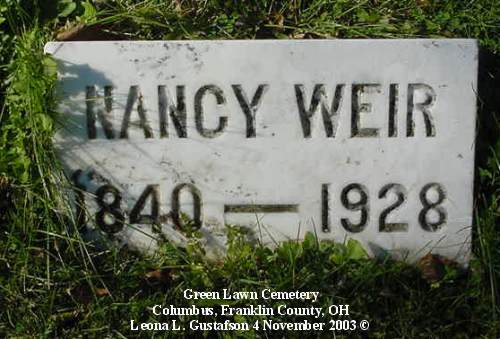 NANCY WEIR
1840 — 1928
Green Lawn Cemetery
Columbus, Franklin County, OH
Leona L. Gustafson 4 November 2003 ©